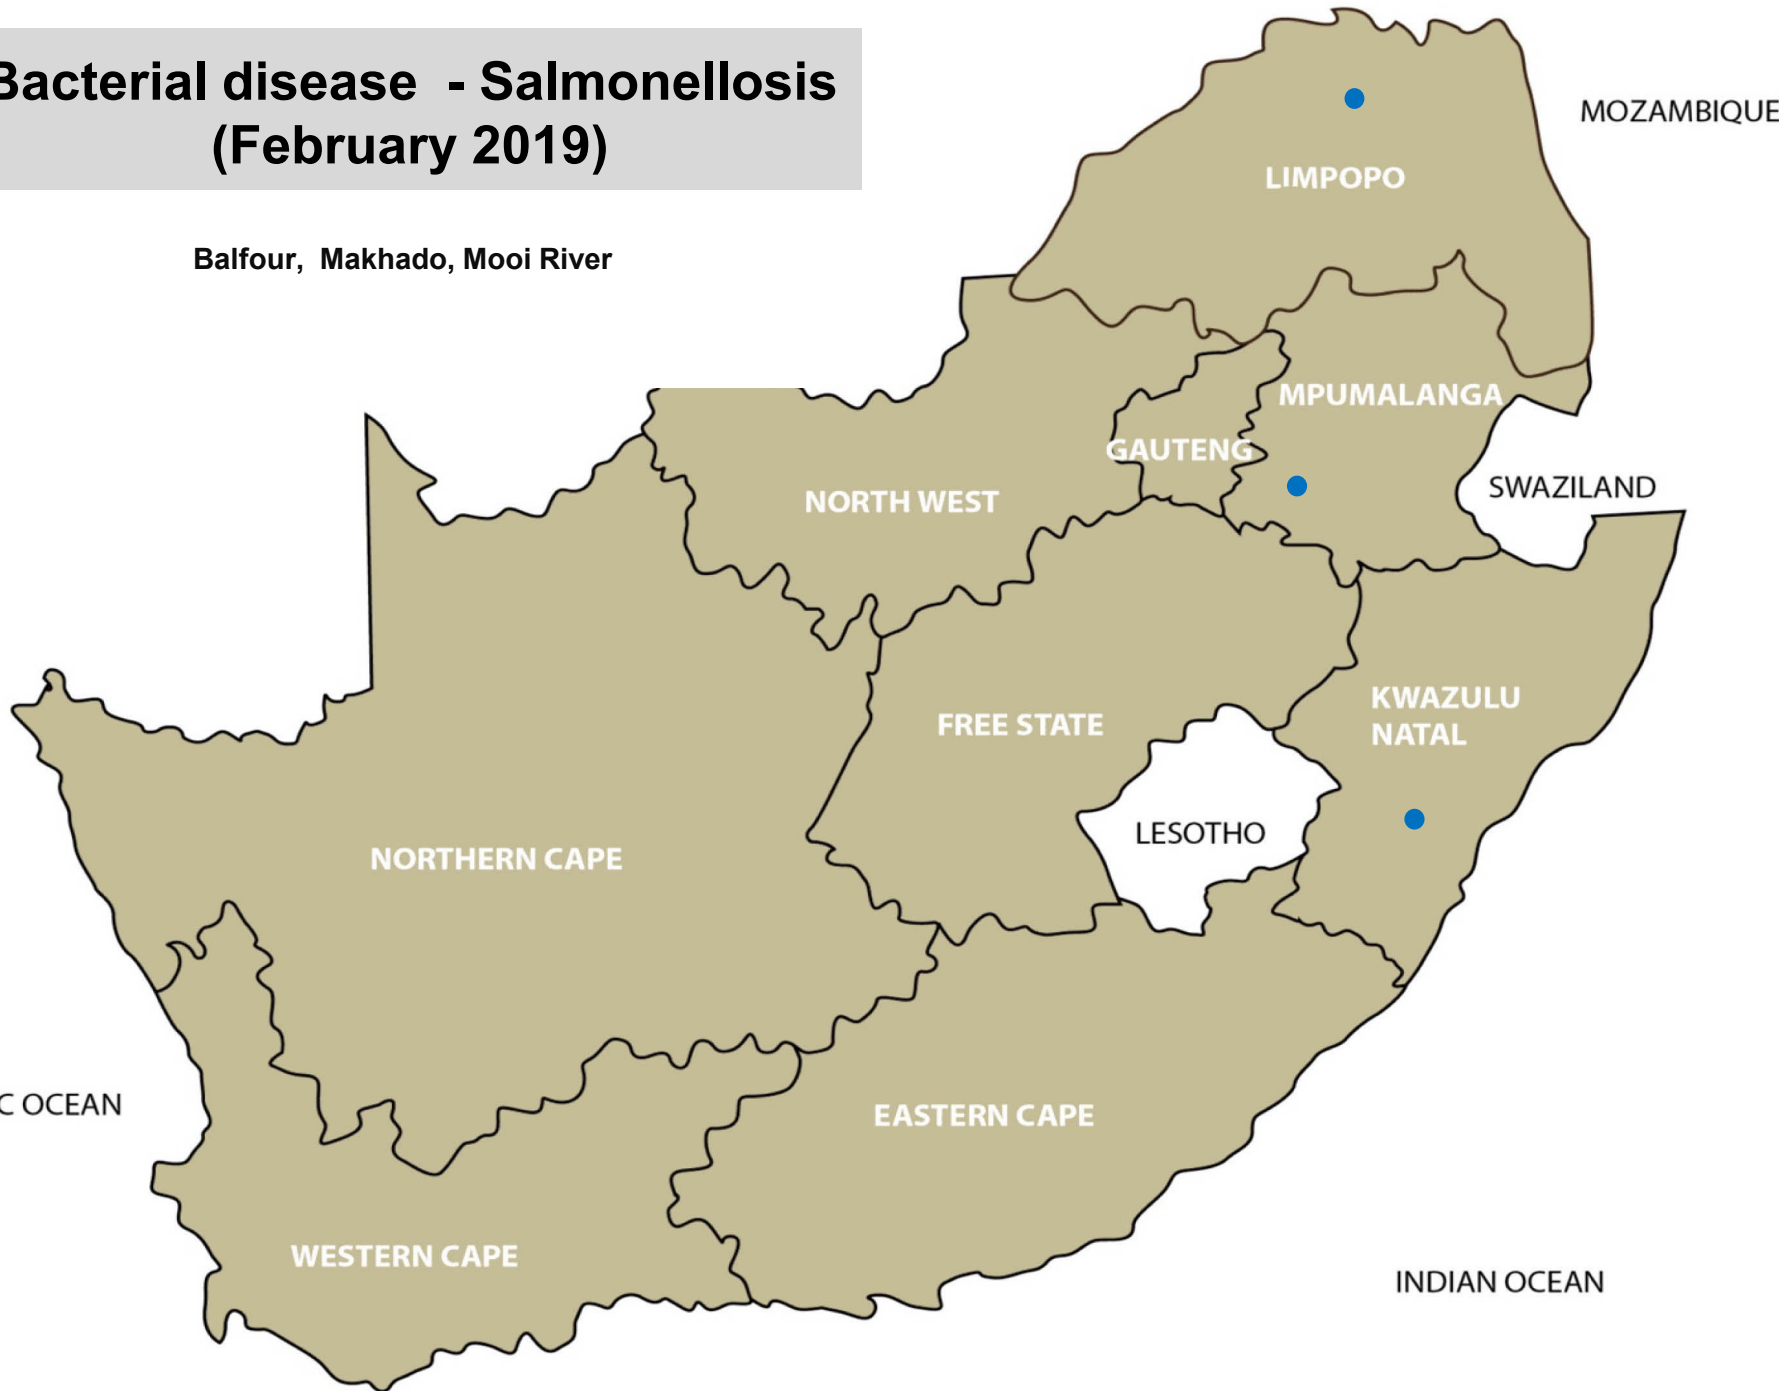 Bacterial disease - Salmonellosis
(February 2019)
Balfour, Makhado, Mooi River
MOZAMBIQUE
LIMPOPO
MPUMALANGA
GAUTENG
SWAZILAND
NORTH WEST
KWAZULU
NATAL
FREE STATE
LESOTHO
NORTHERN CAPE
C OCEAN
EASTERN CAPE
WESTERN CAPE
INDIAN OCEAN